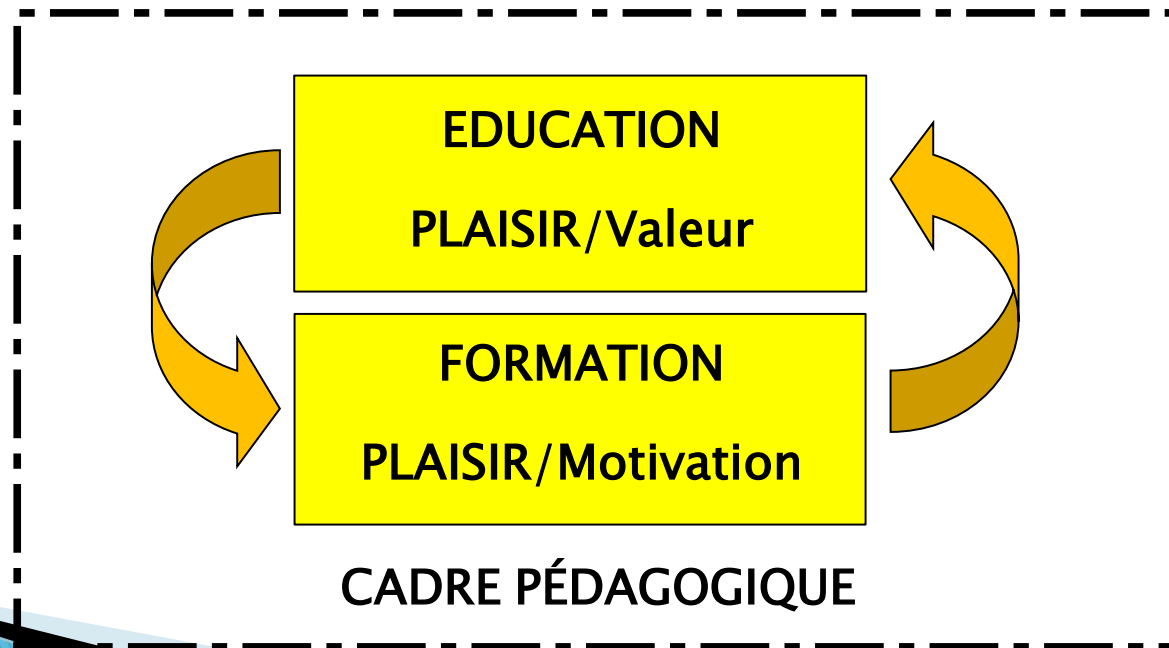 EDUCATION
PLAISIR/Valeur
FORMATION
PLAISIR/Motivation
CADRE PÉDAGOGIQUE